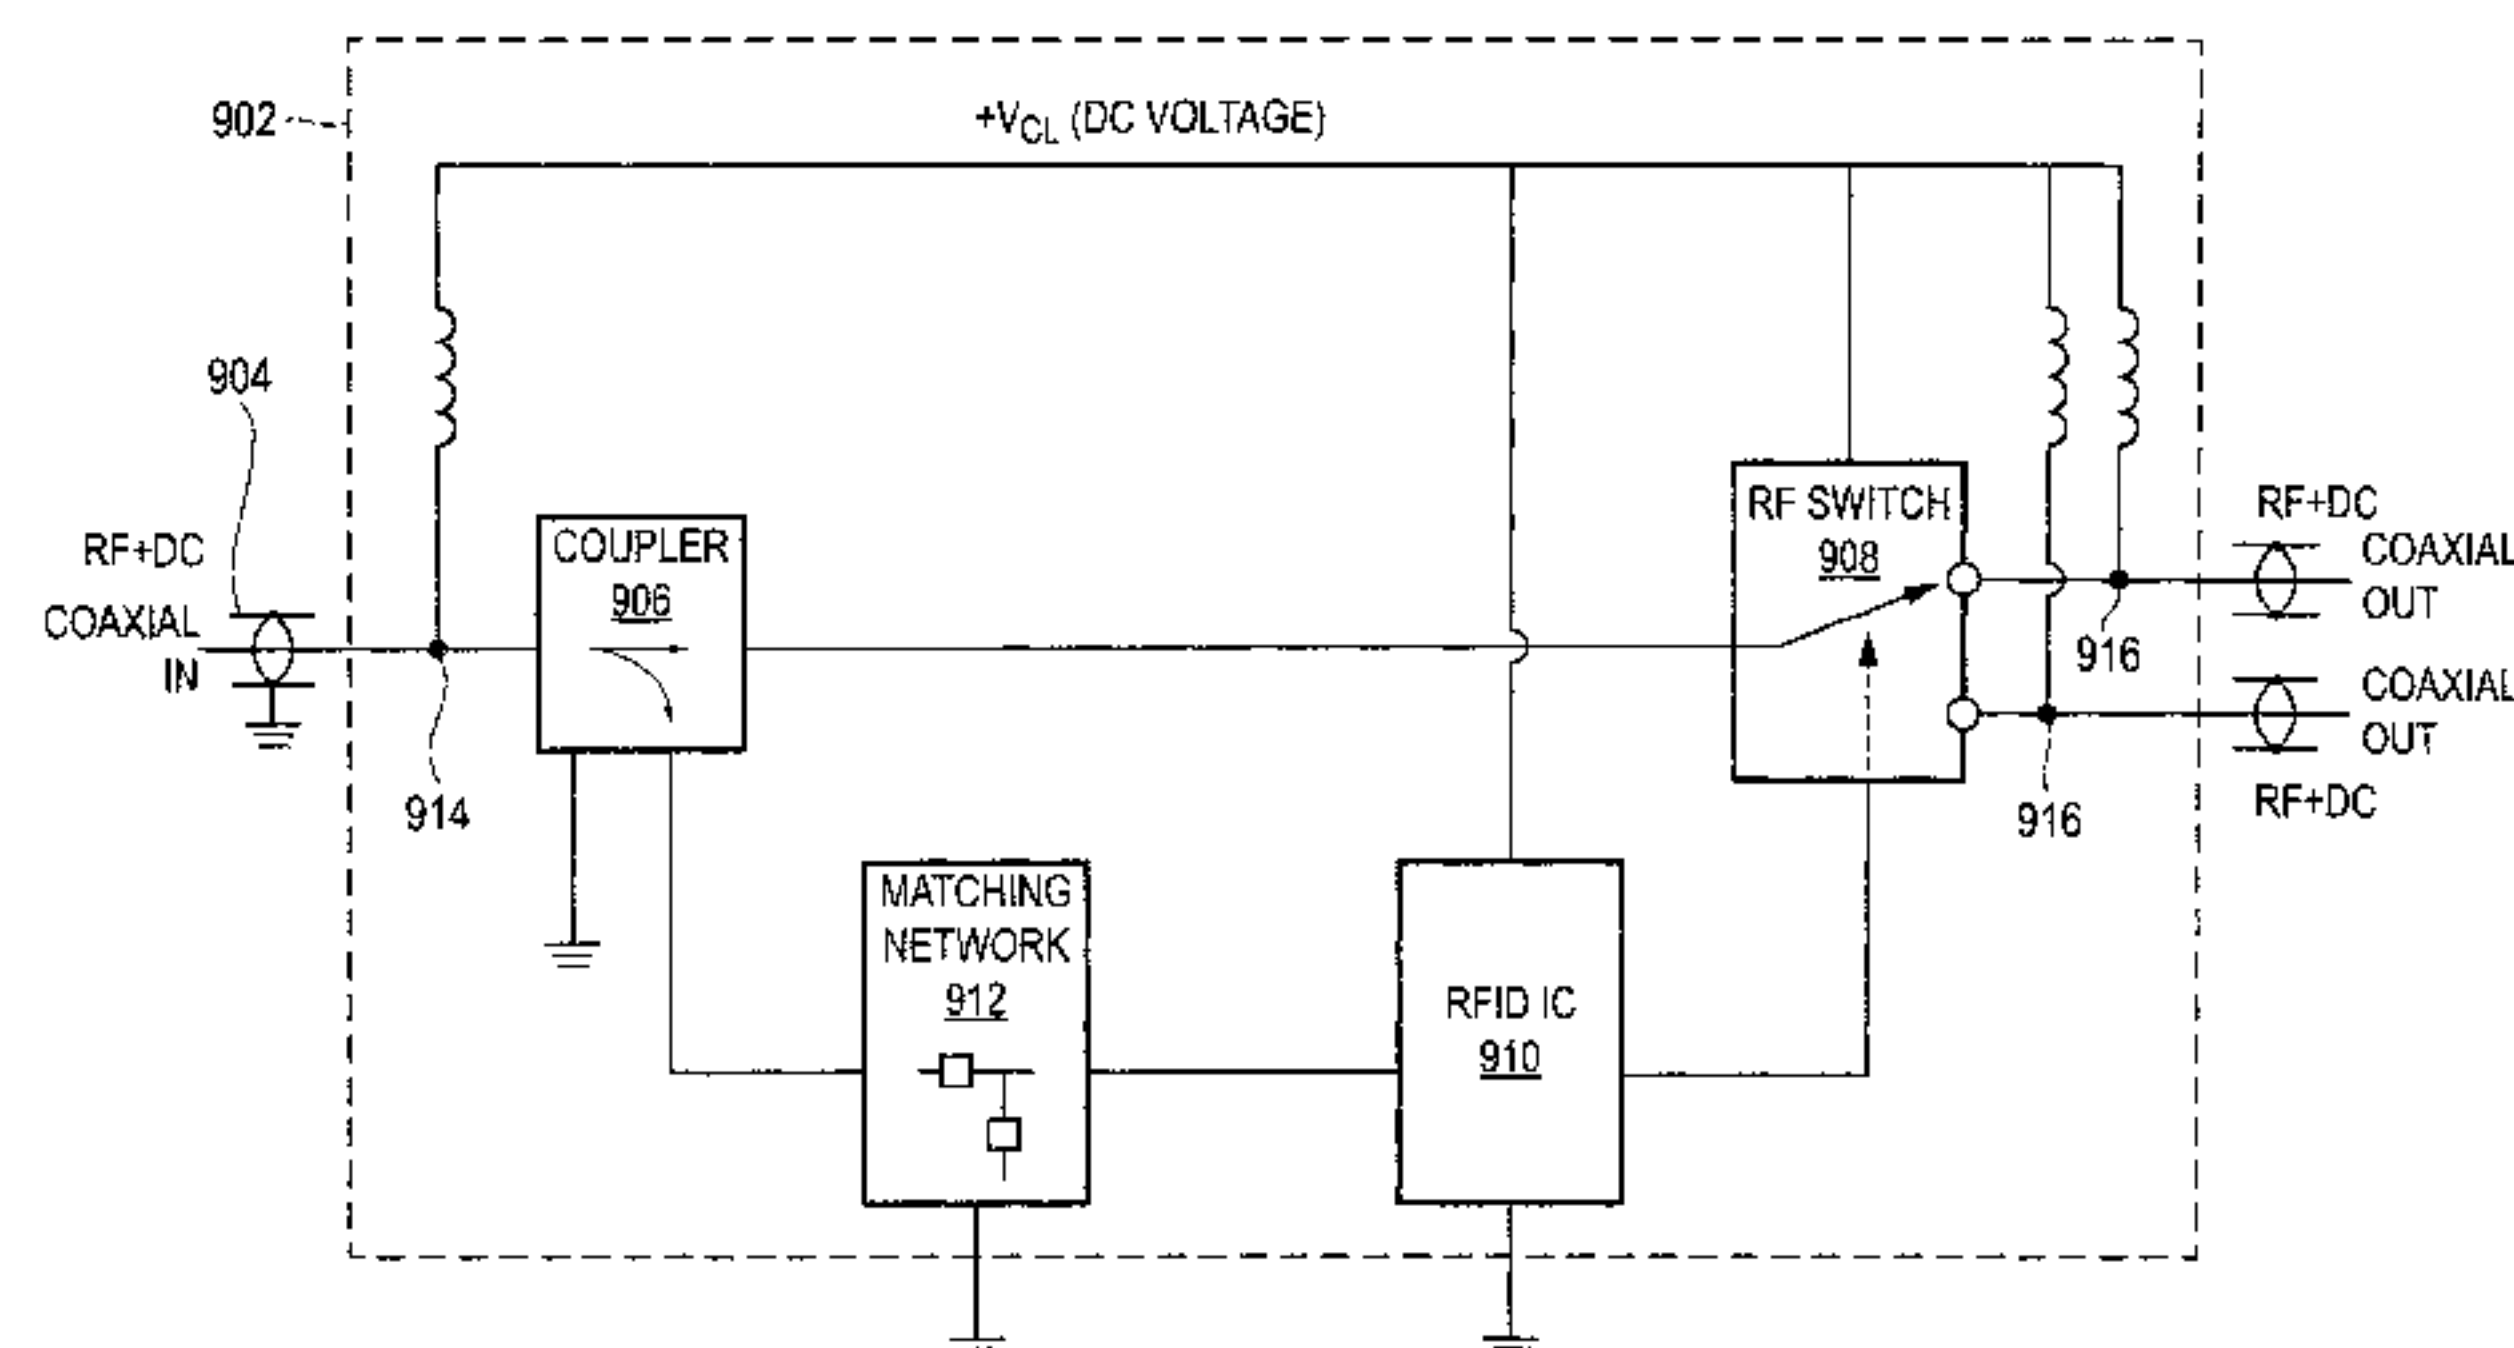 902
+VCL (DC VOLTAGE)
904
RF+DC
COAXIAL
IN
914
COUPLER
906
RF SWITCH
908
RF+DC
COAXIAL
OUT
916
COAXIAL
OUT
RF+DC
916
MATCHING
NETWORK
912
RFID IC
910